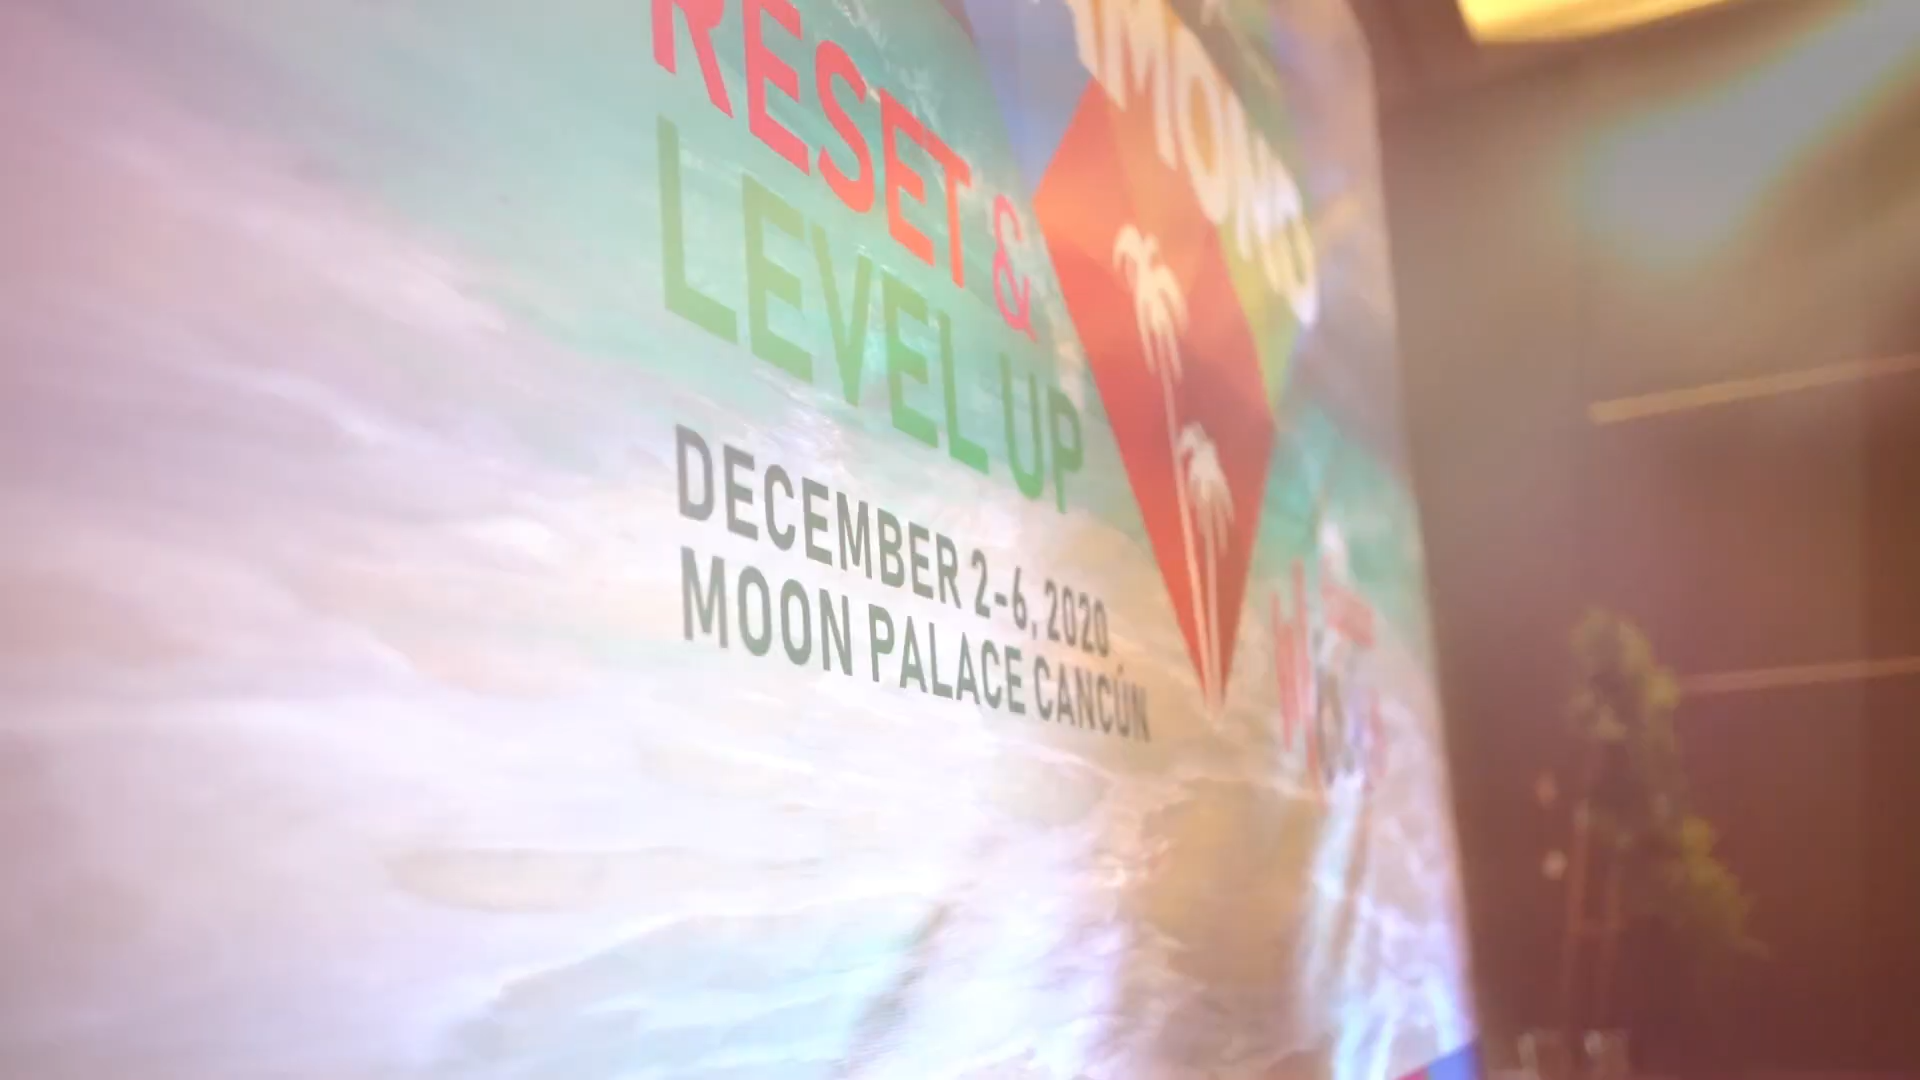 RESET &
LEVEL UP
DECEMBER 2-6, 2020
MOON PALACE CANCÚN